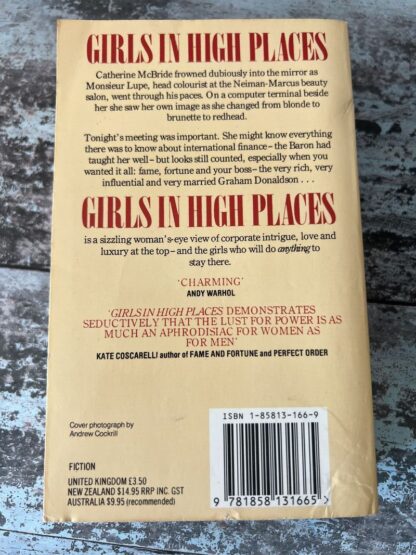 GIRLS IN HIGH PLACES
Catherine McBride frowned dubiously into the mirror as
Monsieur Lupe, head colourist at the Neiman-Marcus beauty
salon, went through his paces. On a computer terminal beside
her she saw her own image as she changed from blonde to
brunette to redhead.
Tonight's meeting was important. She might know everything
there was to know about international finance – the Baron had
taught her well – but looks still counted, especially when you
wanted it all: fame, fortune and your boss – the very rich, very
influential and very married Graham Donaldson . . .
GIRLS IN HIGH PLACES
is a sizzling woman's-eye view of corporate intrigue, love and
luxury at the top – and the girls who will do anything to
stay there.
'CHARMING'
ANDY WARHOL
'GIRLS IN HIGH PLACES DEMONSTRATES
SEDUCTIVELY THAT THE LUST FOR POWER IS AS
MUCH AN APHRODISIAC FOR WOMEN AS
FOR MEN'
KATE COSCARELLI author of FAME AND FORTUNE and PERFECT ORDER
Cover photograph by
Andrew Cockrill
FICTION
UNITED KINGDOM £3.50
NEW ZEALAND $14.95 RRP INC. GST
AUSTRALIA $9.95 (recommended)
ISBN 1-85813-166-9
9 781858 131665